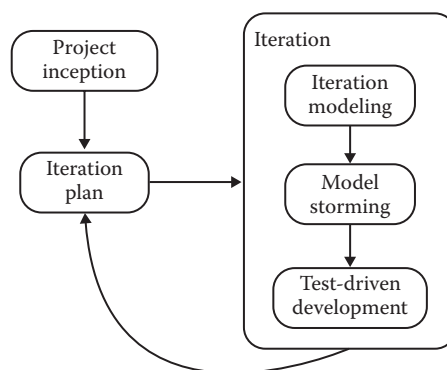 Project
inception
Iteration
plan
Iteration
Iteration
modeling
Model
storming
Test-driven
development